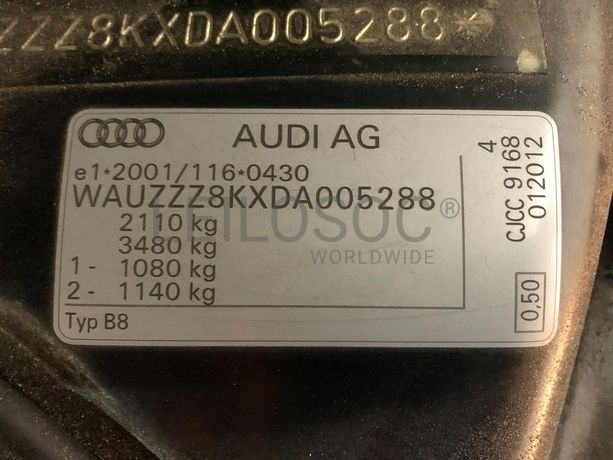 ZZZ8KXDA005288*
AUDI AG
e1*2001/116*0430
WAUZZZ8KXDA005288
2110 kg
3480 kg
1 - 1080 kg
2 - 1140 kg
Typ B8
4
CJCC 9168
012012
0,50
LEILOSOC®
WORLDWIDE